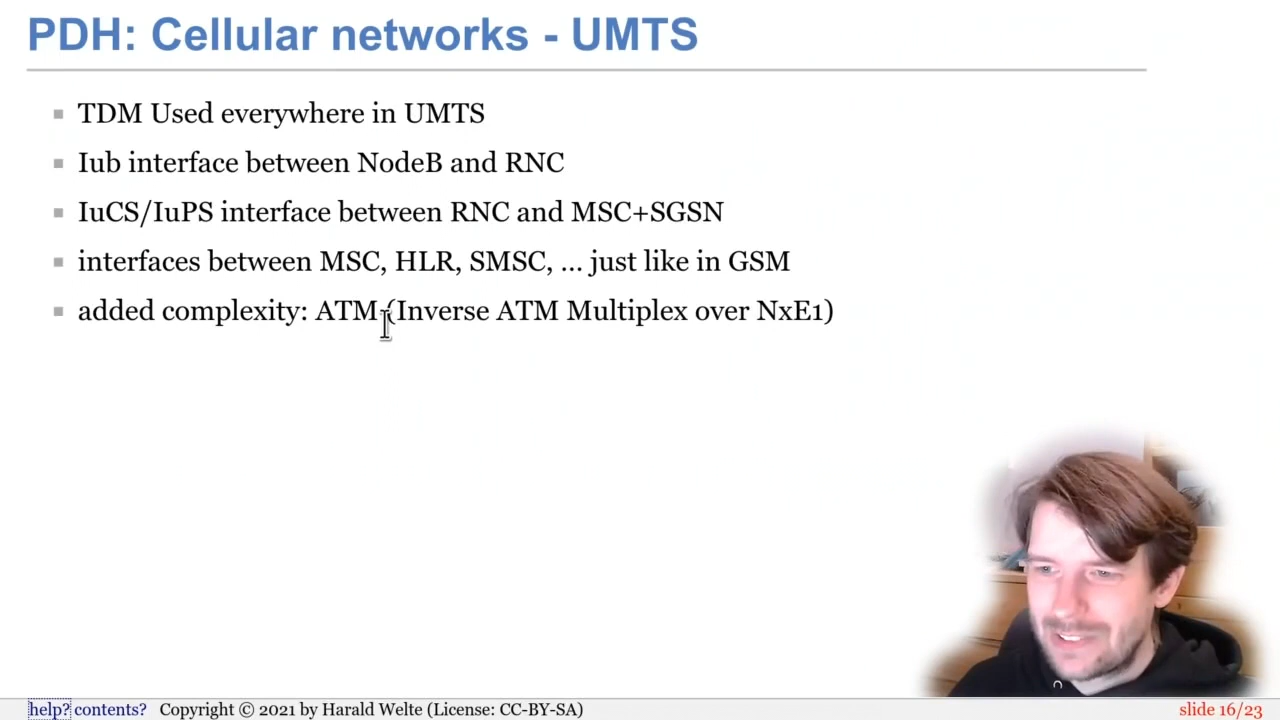 PDH: Cellular networks - UMTS
TDM Used everywhere in UMTS
Iub interface between NodeB and RNC
IuCS/IuPS interface between RNC and MSC+SGSN
interfaces between MSC, HLR, SMSC, ... just like in GSM
added complexity: ATM (Inverse ATM Multiplex over NxE1)
help? contents? Copyright © 2021 by Harald Welte (License: CC-BY-SA) slide 16/23